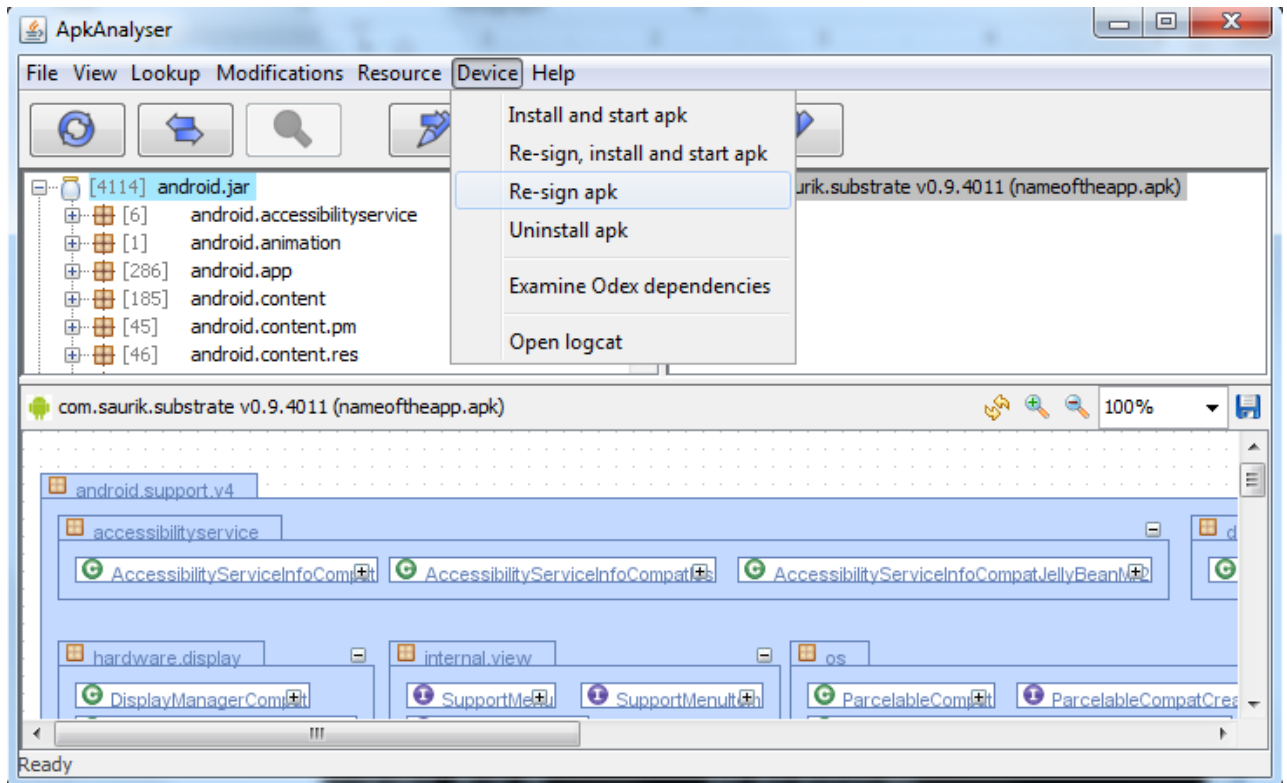 ApkAnalyser
File View Lookup Modifications Resource Device Help
Install and start apk
Re-sign, install and start apk
Re-sign apk
Uninstall apk
Examine Odex dependencies
Open logcat
[4114] android.jar
[6] android.accessibilityservice
[1] android.animation
[286] android.app
[185] android.content
[45] android.content.pm
[46] android.content.res
urik.substrate v0.9.4011 (nameoftheapp.apk)
com.saurik.substrate v0.9.4011 (nameoftheapp.apk)
100%
android.support.v4
accessibilityservice
d
AccessibilityServiceInfoCompat
AccessibilityServiceInfoCompatJellyBeanM
hardware.display
internal.view
os
DisplayManagerCompat
SupportMenu
SupportMenuItem
ParcelableCompat
ParcelableCompatCrea
Ready